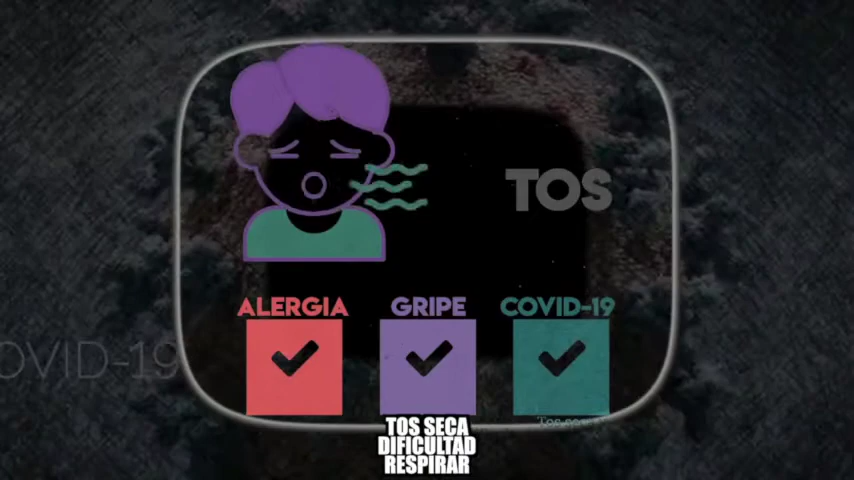 TOS
ALERGIA GRIPE COVID-19
OVID-19
TOS SECA
DIFICULTAD
RESPIRAR